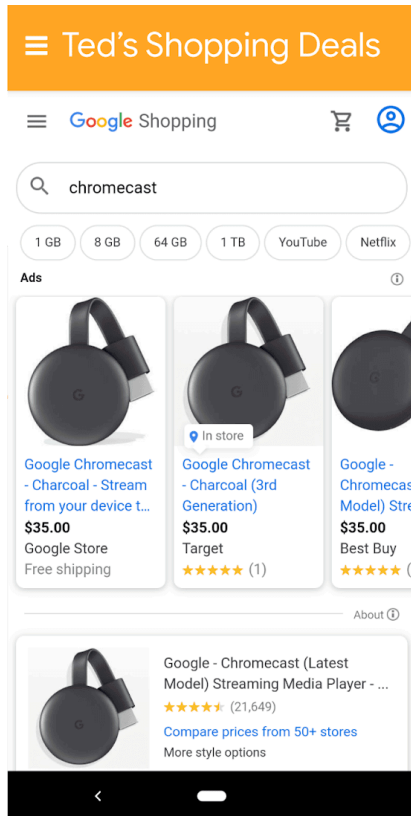 Ted's Shopping Deals
Google Shopping
chromecast
1 GB
8 GB
64 GB
1 TB
YouTube
Netflix
Ads
Google Chromecast
- Charcoal - Stream
from your device t...
$35.00
Google Store
Free shipping
In store
Google Chromecast
- Charcoal (3rd
Generation)
$35.00
Target
(1)
Google -
Chromecas
Model) Stre
$35.00
Best Buy
(
About
Google - Chromecast (Latest
Model) Streaming Media Player - ...
(21,649)
Compare prices from 50+ stores
More style options